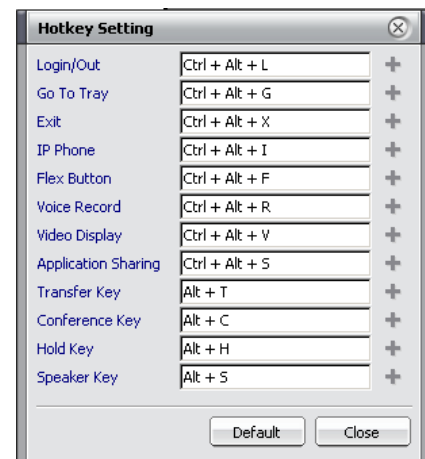 Hotkey Setting
Login/Out Ctrl + Alt + L
Go To Tray Ctrl + Alt + G
Exit Ctrl + Alt + X
IP Phone Ctrl + Alt + I
Flex Button Ctrl + Alt + F
Voice Record Ctrl + Alt + R
Video Display Ctrl + Alt + V
Application Sharing Ctrl + Alt + S
Transfer Key Alt + T
Conference Key Alt + C
Hold Key Alt + H
Speaker Key Alt + S
Default Close